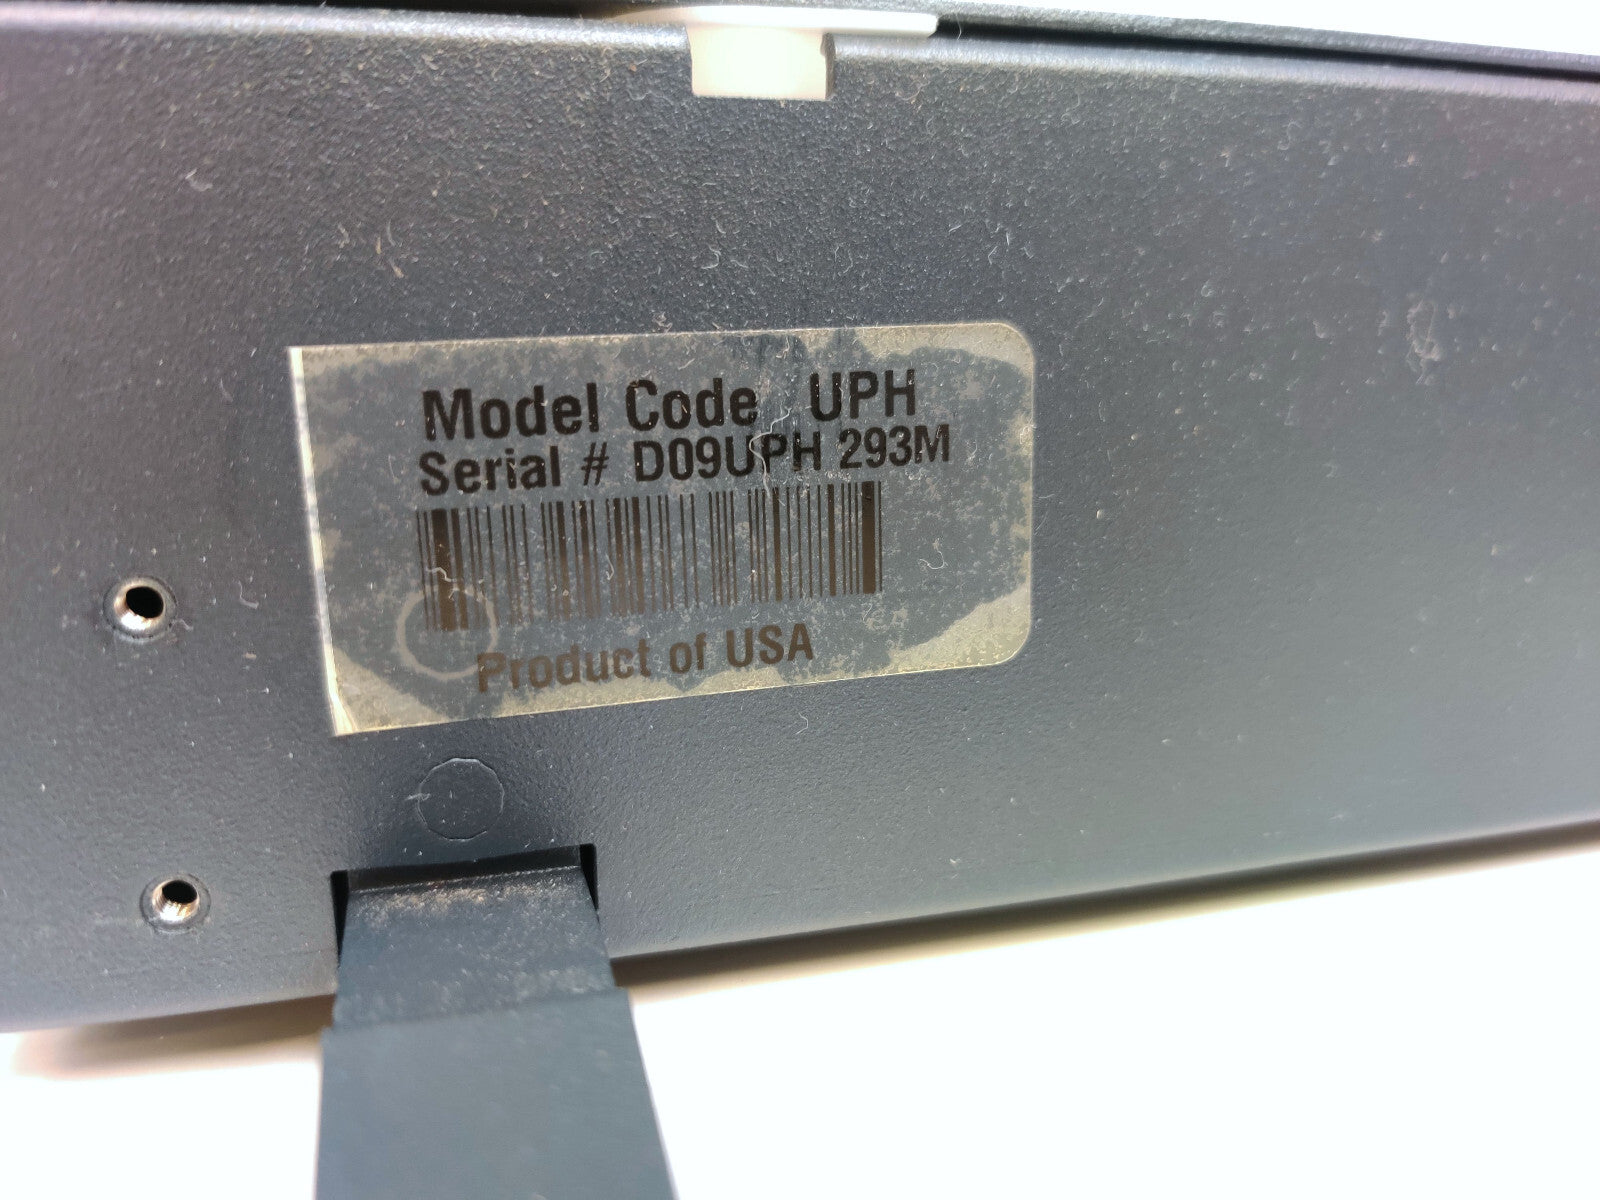 Model Code UPH
Serial # D09UPH 293M
Product of USA